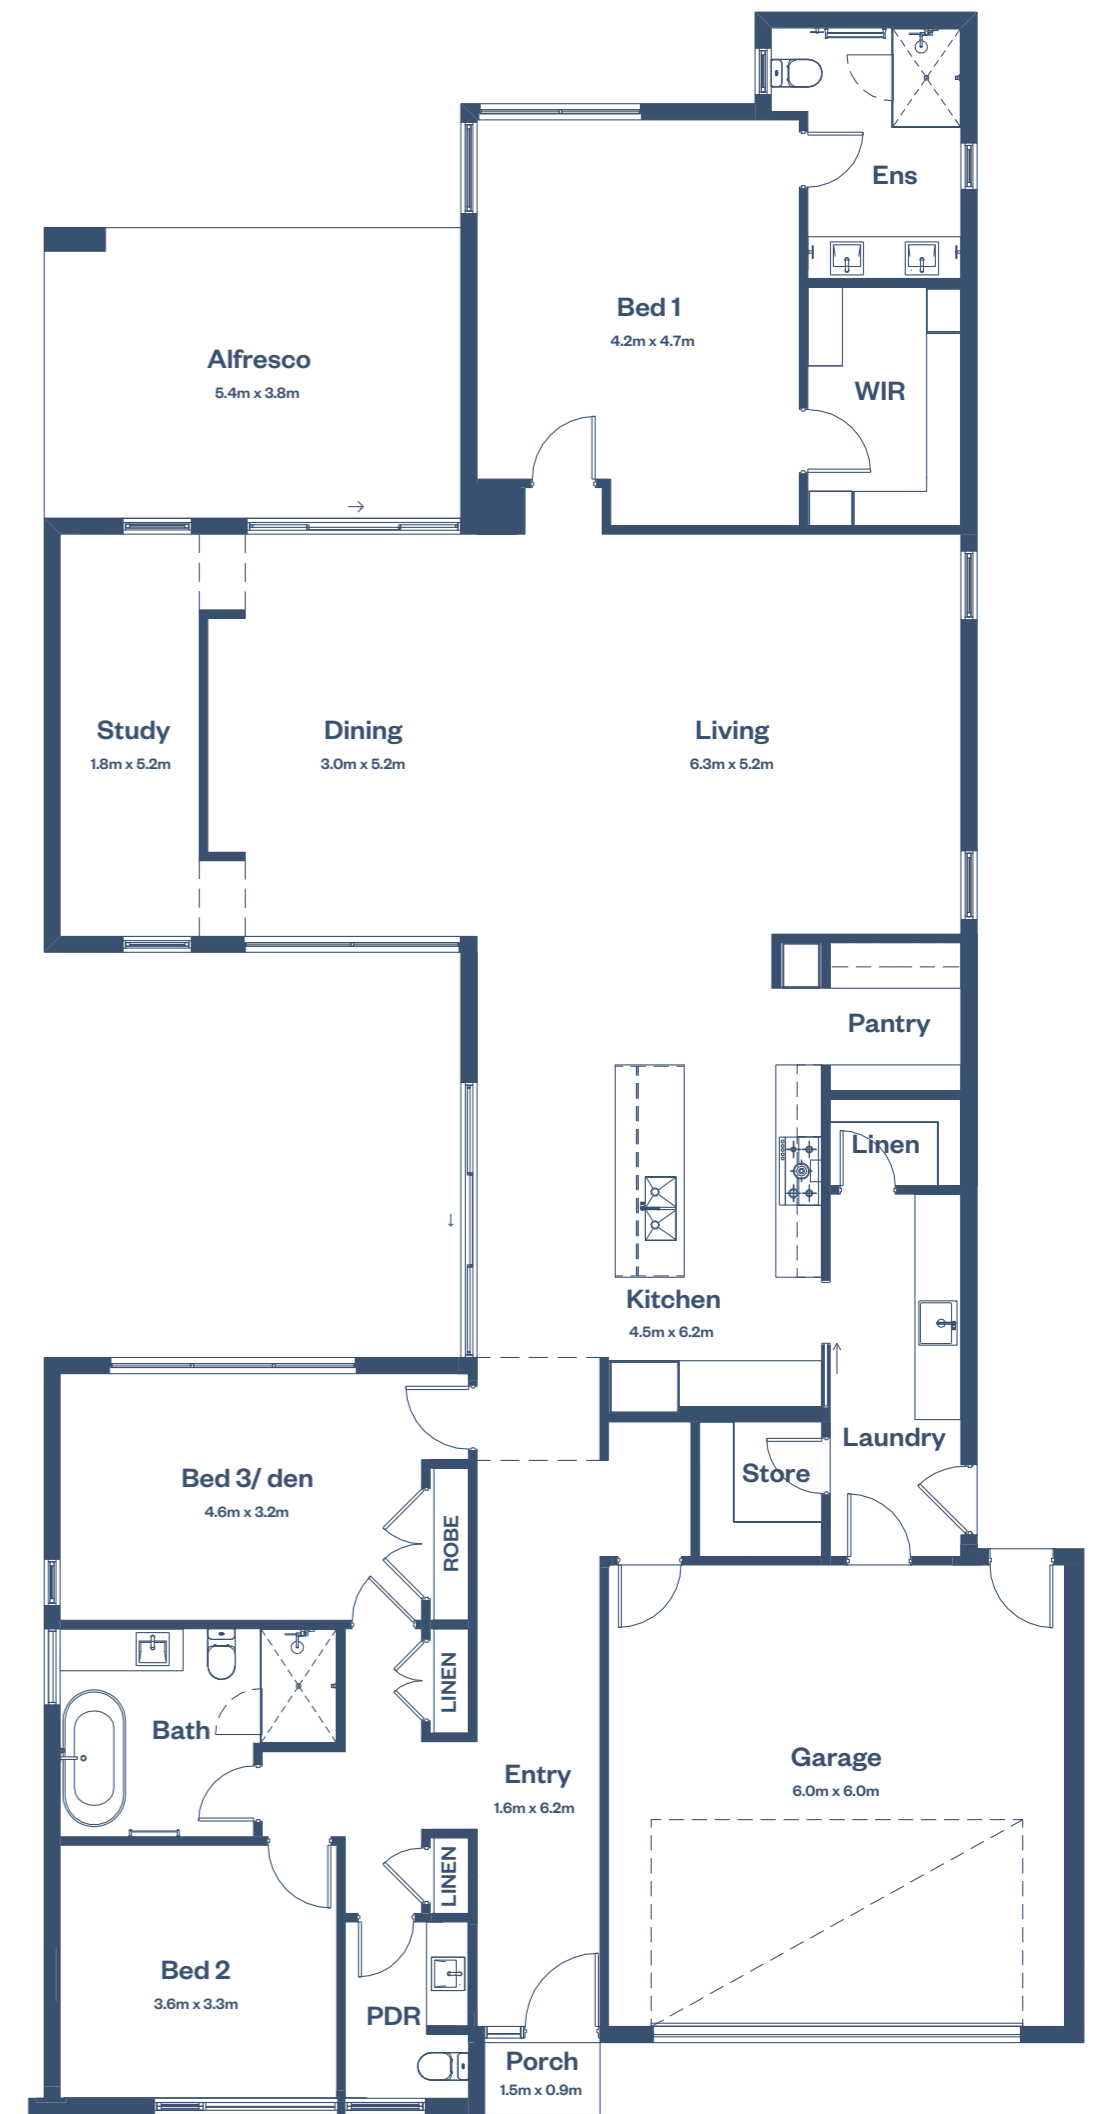 Ens
Bed 1
4.2m x 4.7m
Alfresco
5.4m x 3.8m
WIR
Study
1.8m x 5.2m
Dining
3.0m x 5.2m
Living
6.3m x 5.2m
Pantry
Linen
Kitchen
4.5m x 6.2m
Laundry
Bed 3/ den
4.6m x 3.2m
Store
ROBE
LINEN
Bath
Entry
1.6m x 6.2m
Garage
6.0m x 6.0m
LINEN
Bed 2
3.6m x 3.3m
PDR
Porch
1.5m x 0.9m